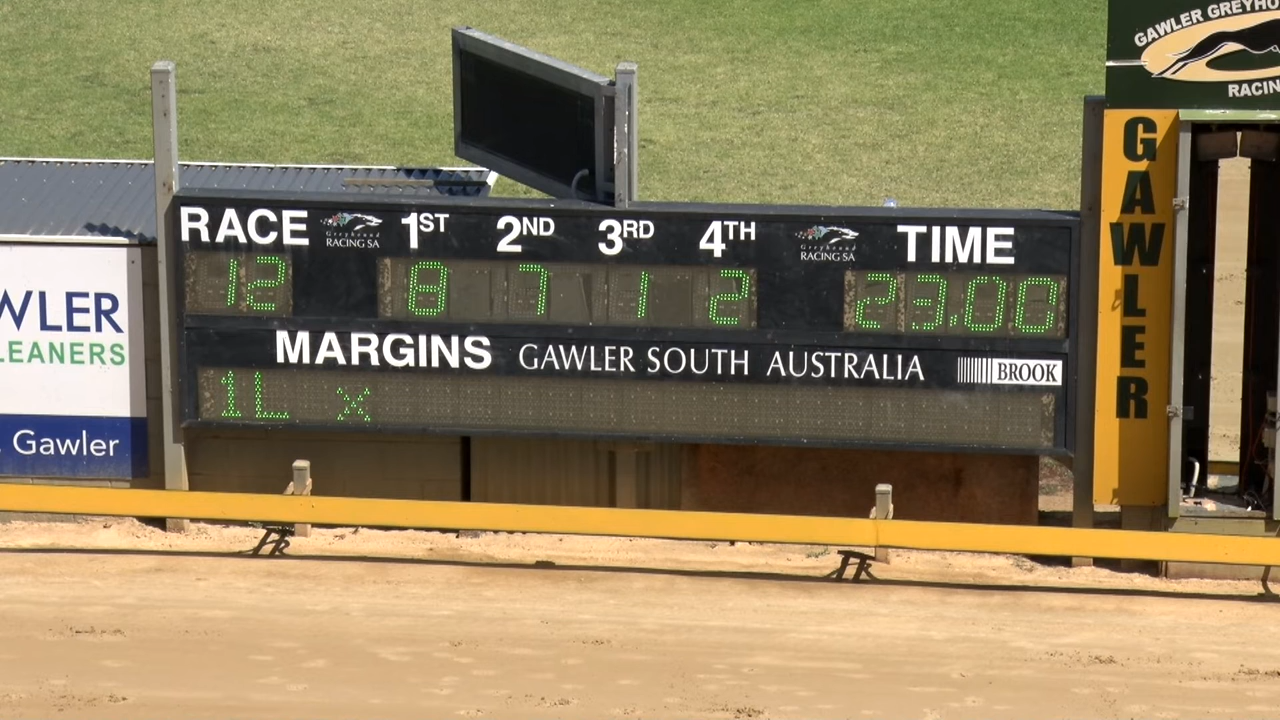 GAWLER GREYHO
RACIN
RACE 1ST 2ND 3RD 4TH TIME
Greyhound RACING SA
Greyhound RACING SA
12 8 7 1 2 23.00
MARGINS GAWLER SOUTH AUSTRALIA BROOK
1L x
WLER
LEANERS
Gawler
GAWLER